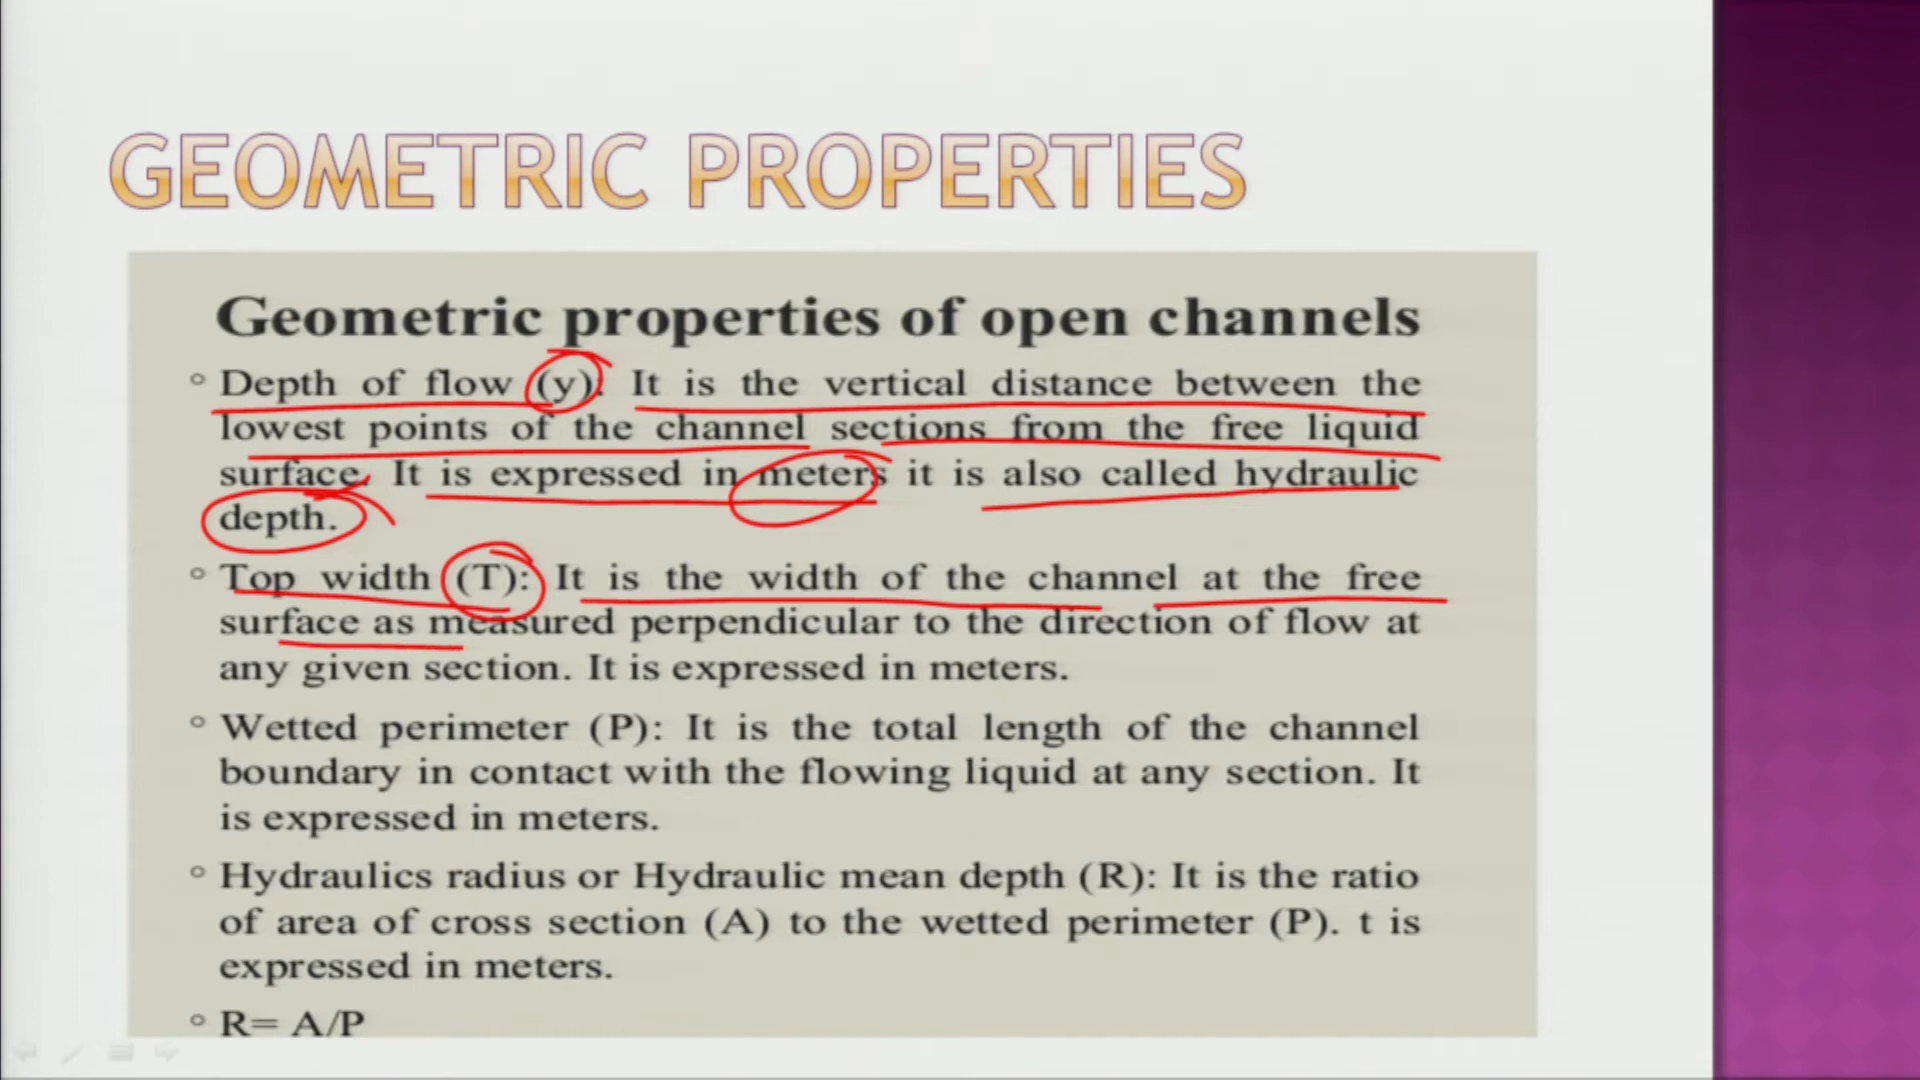 GEOMETRIC PROPERTIES
Geometric properties of open channels
Depth of flow (y): It is the vertical distance between the
lowest points of the channel sections from the free liquid
surface. It is expressed in meters it is also called hydraulic
depth.
Top width (T): It is the width of the channel at the free
surface as measured perpendicular to the direction of flow at
any given section. It is expressed in meters.
Wetted perimeter (P): It is the total length of the channel
boundary in contact with the flowing liquid at any section. It
is expressed in meters.
Hydraulics radius or Hydraulic mean depth (R): It is the ratio
of area of cross section (A) to the wetted perimeter (P). t is
expressed in meters.
R= A/P